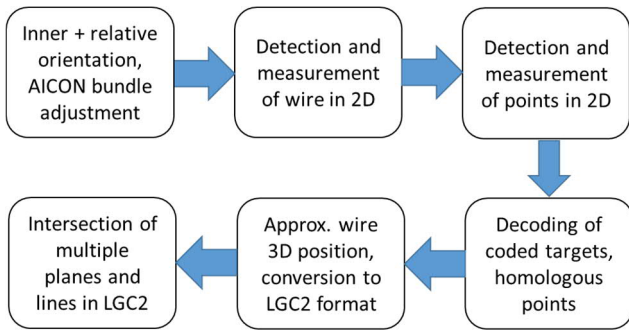 Inner + relative
orientation,
AICON bundle
adjustment
Detection and
measurement
of wire in 2D
Detection and
measurement
of points in 2D
Decoding of
coded targets,
homologous
points
Approx. wire
3D position,
conversion to
LGC2 format
Intersection of
multiple
planes and
lines in LGC2